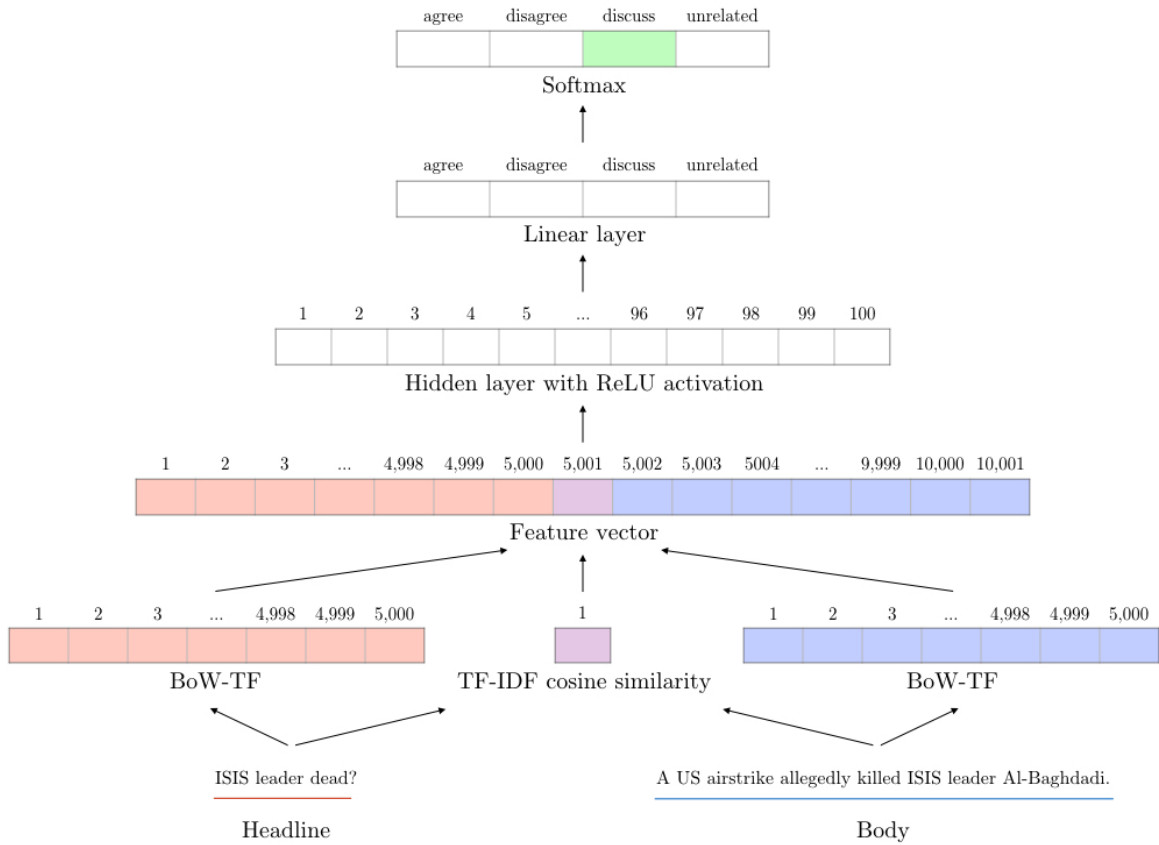 agree disagree discuss unrelated
Softmax
agree disagree discuss unrelated
Linear layer
1 2 3 4 5 ... 96 97 98 99 100
Hidden layer with ReLU activation
1 2 3 ... 4,998 4,999 5,000 5,001 5,002 5,003 5004 ... 9,999 10,000 10,001
Feature vector
1 2 3 ... 4,998 4,999 5,000 1 1 2 3 ... 4,998 4,999 5,000
BoW-TF TF-IDF cosine similarity BoW-TF
ISIS leader dead? A US airstrike allegedly killed ISIS leader Al-Baghdadi.
Headline Body